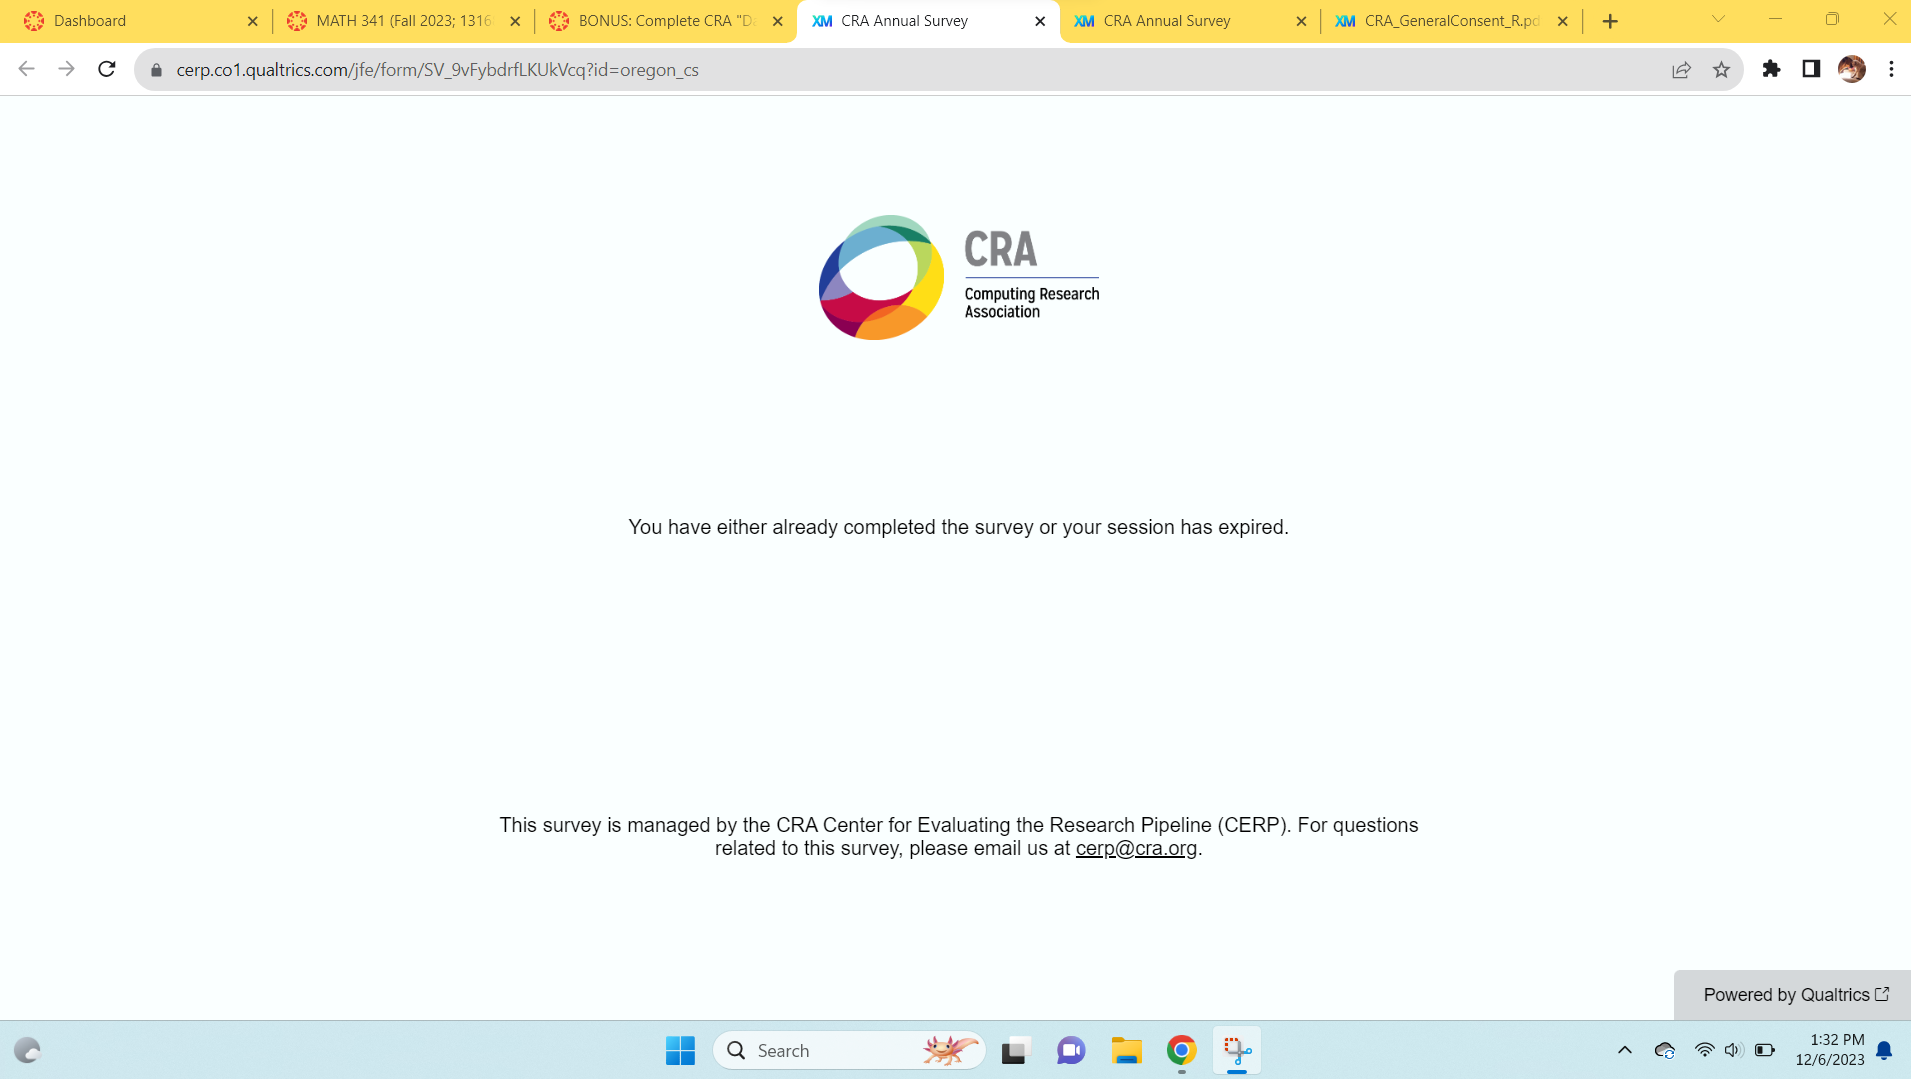 Dashboard
MATH 341 (Fall 2023; 1316
BONUS: Complete CRA "Da
XM CRA Annual Survey
XM CRA Annual Survey
XM CRA_GeneralConsent_R.pd
cerp.co1.qualtrics.com/jfe/form/SV_9vFybdrfLKUkVcq?id=oregon_cs
CRA
Computing Research
Association
You have either already completed the survey or your session has expired.
This survey is managed by the CRA Center for Evaluating the Research Pipeline (CERP). For questions
related to this survey, please email us at cerp@cra.org.
Powered by Qualtrics
Search
1:32 PM
12/6/2023